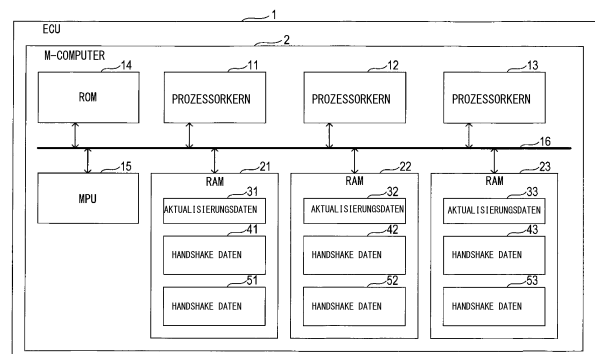 1
ECU
2
M-COMPUTER
14 11 12 13
ROM PROZESSORKERN PROZESSORKERN PROZESSORKERN
16
15 21 22 23
MPU RAM RAM RAM
31 32 33
AKTUALISIERUNGSDATEN AKTUALISIERUNGSDATEN AKTUALISIERUNGSDATEN
41 42 43
HANDSHAKE DATEN HANDSHAKE DATEN HANDSHAKE DATEN
51 52 53
HANDSHAKE DATEN HANDSHAKE DATEN HANDSHAKE DATEN